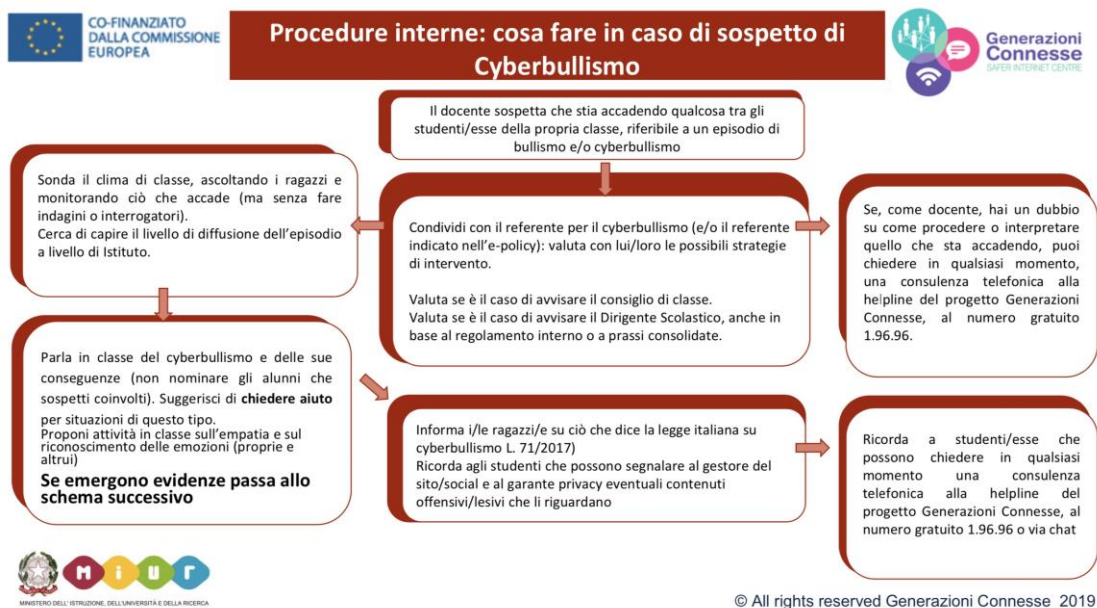 CO-FINANZIATO
DALLA COMMISSIONE
EUROPEA
Procedure interne: cosa fare in caso di sospetto di
Cyberbullismo
Generazioni
Connesse
SAFER INTERNET CENTRE
Il docente sospetta che stia accadendo qualcosa tra gli
studenti/esse della propria classe, riferibile a un episodio di
bullismo e/o cyberbullismo
Sonda il clima di classe, ascoltando i ragazzi e
monitorando ciò che accade (ma senza fare
indagini o interrogatori).
Cerca di capire il livello di diffusione dell'episodio
a livello di Istituto.
Condividi con il referente per il cyberbullismo (e/o il referente
indicato nell'e-policy): valuta con lui/loro le possibili strategie
di intervento.
Valuta se è il caso di avvisare il consiglio di classe.
Valuta se è il caso di avvisare il Dirigente Scolastico, anche in
base al regolamento interno o a prassi consolidate.
Se, come docente, hai un dubbio
su come procedere o interpretare
quello che sta accadendo, puoi
chiedere in qualsiasi momento,
una consulenza telefonica alla
helpline del progetto Generazioni
Connesse, al numero gratuito
1.96.96.
Parla in classe del cyberbullismo e delle sue
conseguenze (non nominare gli alunni che
sospetti coinvolti). Suggerisci di chiedere aiuto
per situazioni di questo tipo.
Proponi attività in classe sull'empatia e sul
riconoscimento delle emozioni (proprie e
altrui)
Se emergono evidenze passa allo
schema successivo
Informa i/le ragazzi/e su ciò che dice la legge italiana su
cyberbullismo L. 71/2017)
Ricorda agli studenti che possono segnalare al gestore del
sito/social e al garante privacy eventuali contenuti
offensivi/lesivi che li riguardano
Ricorda a studenti/esse che
possono chiedere in qualsiasi
momento una consulenza
telefonica alla helpline del
progetto Generazioni Connesse, al
numero gratuito 1.96.96 o via chat
miur
MINISTERO DELL' ISTRUZIONE, DELL'UNIVERSITÀ E DELLA RICERCA
© All rights reserved Generazioni Connesse 2019